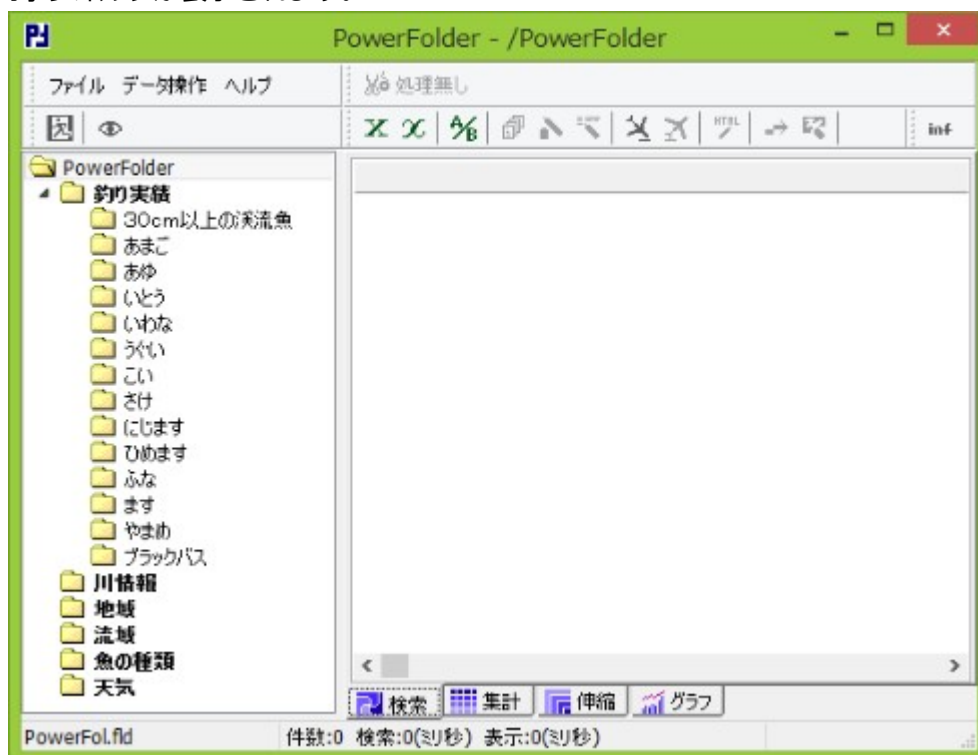 PowerFolder - /PowerFolder
ファイル データ操作 ヘルプ
処理無し
A/B
HTML
inf
PowerFolder
釣り実績
30cm以上の渓流魚
あまご
あゆ
いとう
いわな
うぐい
こい
さけ
にじます
ひめます
ふな
ます
やまめ
ブラックバス
川情報
地域
流域
魚の種類
天気
検索 集計 伸縮 グラフ
PowerFol.fld 件数:0 検索:0(ミリ秒) 表示:0(ミリ秒)